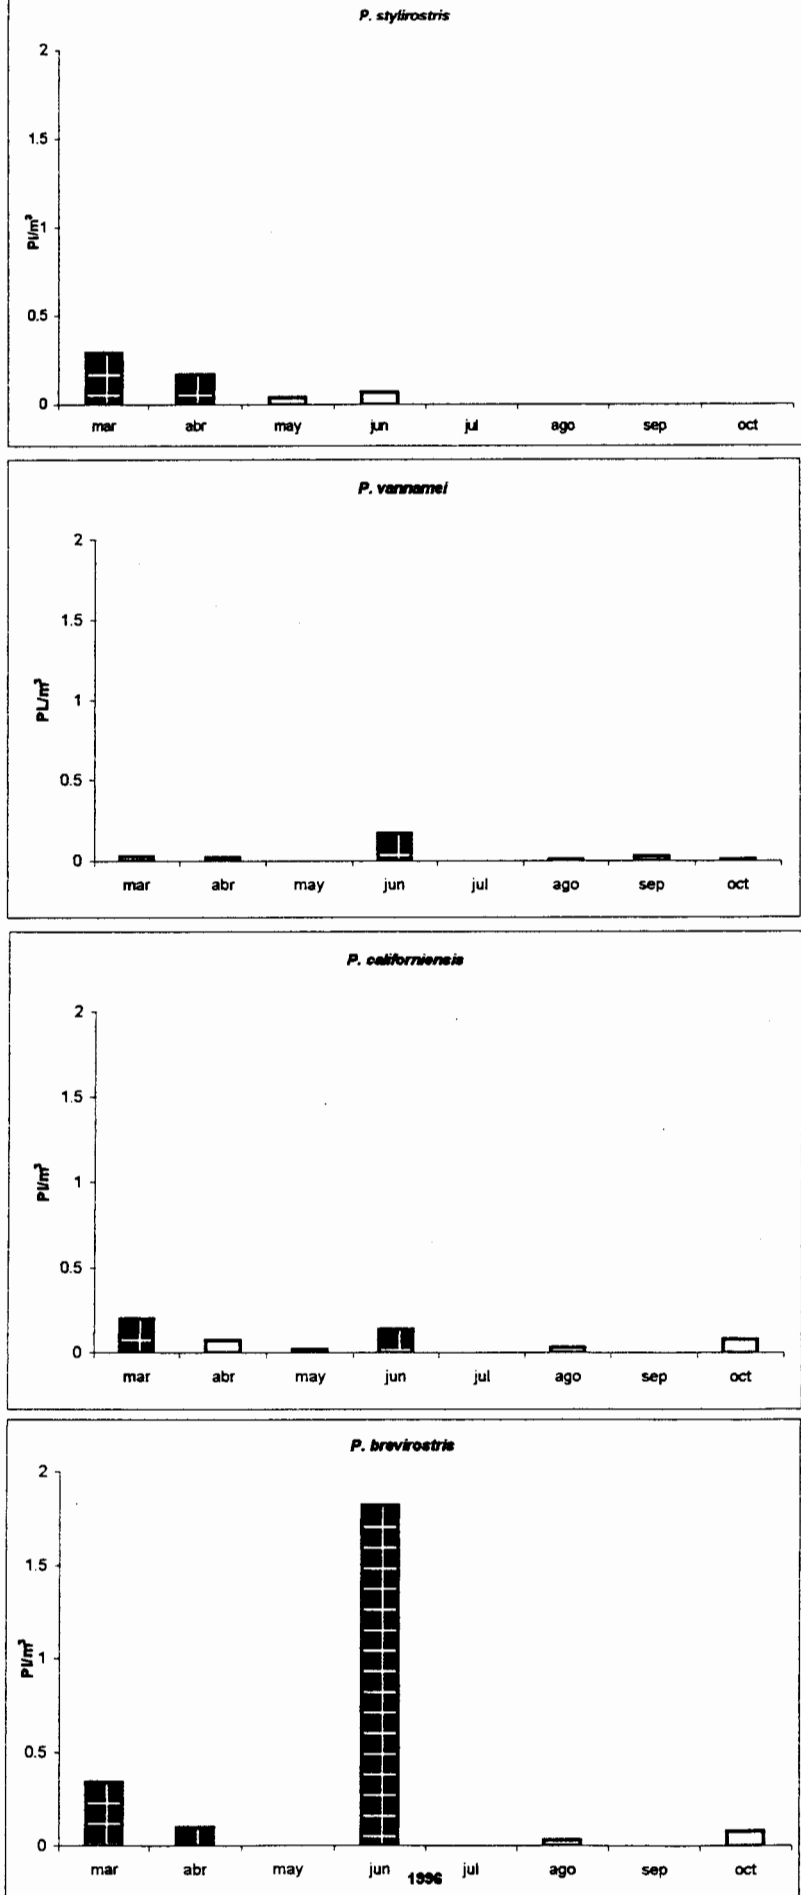 P. stylirostris
2
1.5
1
0.5
0
Pl/m³
mar abr may jun jul ago sep oct
P. vannamei
2
1.5
1
0.5
0
PL/m³
mar abr may jun jul ago sep oct
P. californiensis
2
1.5
1
0.5
0
Pl/m³
mar abr may jun jul ago sep oct
P. brevirostris
2
1.5
1
0.5
0
Pl/m³
mar abr may jun jul ago sep oct
1996